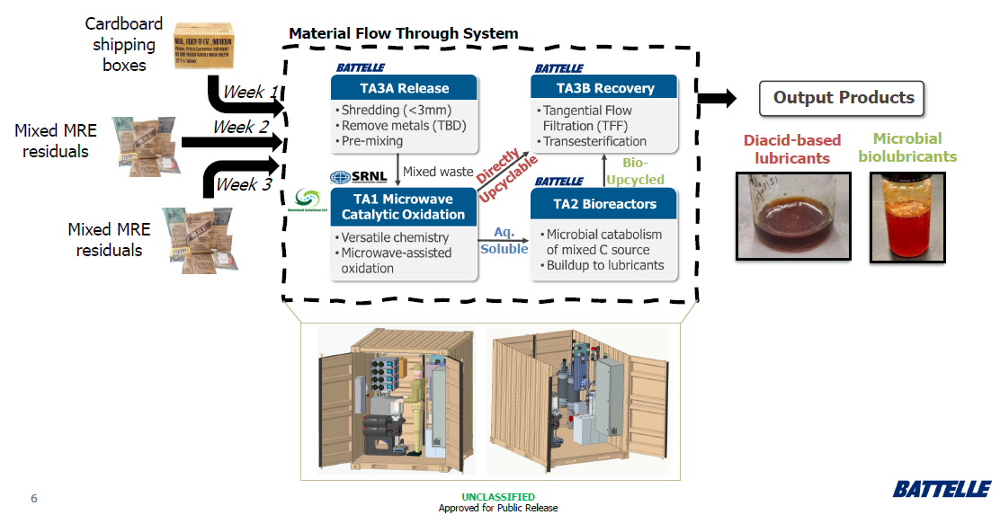 Cardboard
shipping
boxes
Week 1
Mixed MRE
residuals
Week 2
Week 3
Mixed MRE
residuals
Material Flow Through System
BATTELLE
TA3A Release
• Shredding (<3mm)
• Remove metals (TBD)
• Pre-mixing
Mixed waste
SRNL
TA1 Microwave
Catalytic Oxidation
• Versatile chemistry
• Microwave-assisted
oxidation
Directly
Upcyclable
Aq.
Soluble
BATTELLE
TA3B Recovery
• Tangential Flow
Filtration (TFF)
• Transesterification
Bio-
Upcycled
BATTELLE
TA2 Bioreactors
• Microbial catabolism
of mixed C source
• Buildup to lubricants
Output Products
Diacid-based
lubricants
Microbial
biolubricants
6
UNCLASSIFIED
Approved for Public Release
BATTELLE